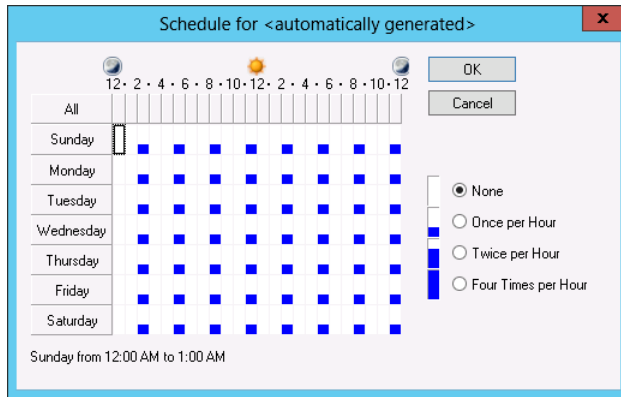 Schedule for <automatically generated>
x
OK
12 · 2 · 4 · 6 · 8 · 10 · 12 · 2 · 4 · 6 · 8 · 10 · 12
All
Cancel
Sunday
Monday
Tuesday
Wednesday
Thursday
Friday
Saturday
None
Once per Hour
Twice per Hour
Four Times per Hour
Sunday from 12:00 AM to 1:00 AM